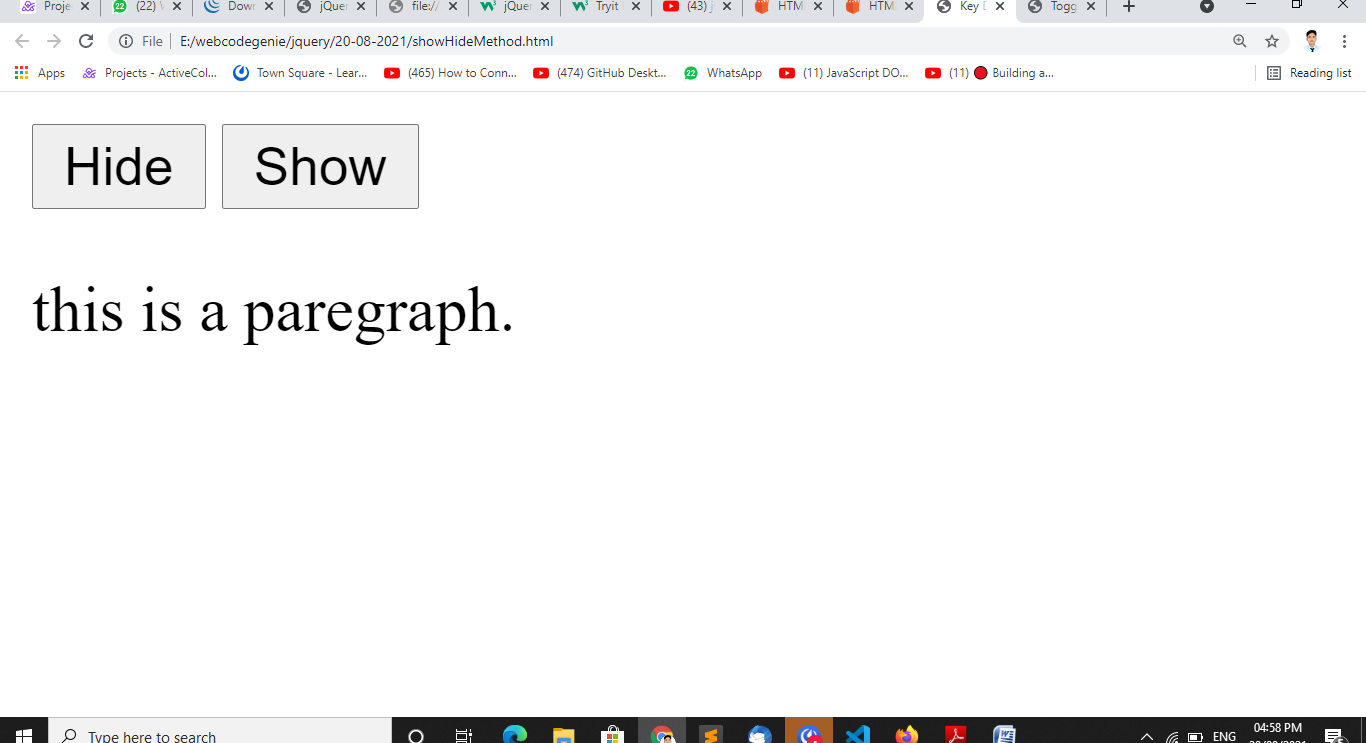 Proje (22) W Dowr jQuer file:// jQuer Tryit (43) j HTM HTM Key D Togg
File E:/webcodegenie/jquery/20-08-2021/showHideMethod.html
Apps Projects - ActiveCol... Town Square - Lear... (465) How to Conn... (474) GitHub Deskt... 22 WhatsApp (11) JavaScript DO... (11) Building a... Reading list
Hide Show
this is a paregraph.
Type here to search ENG 04:58 PM